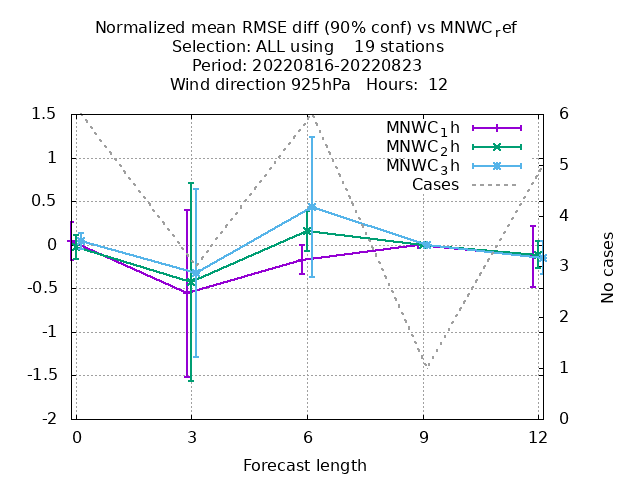 Normalized mean RMSE diff (90% conf) vs MNWC_ref
Selection: ALL using    19 stations
Period: 20220816-20220823
Wind direction 925hPa   Hours:  12
MNWC_1h
MNWC_2h
MNWC_3h
Cases
1.5
1
0.5
0
-0.5
-1
-1.5
-2
6
5
4
3
2
1
0
No cases
0 3 6 9 12
Forecast length